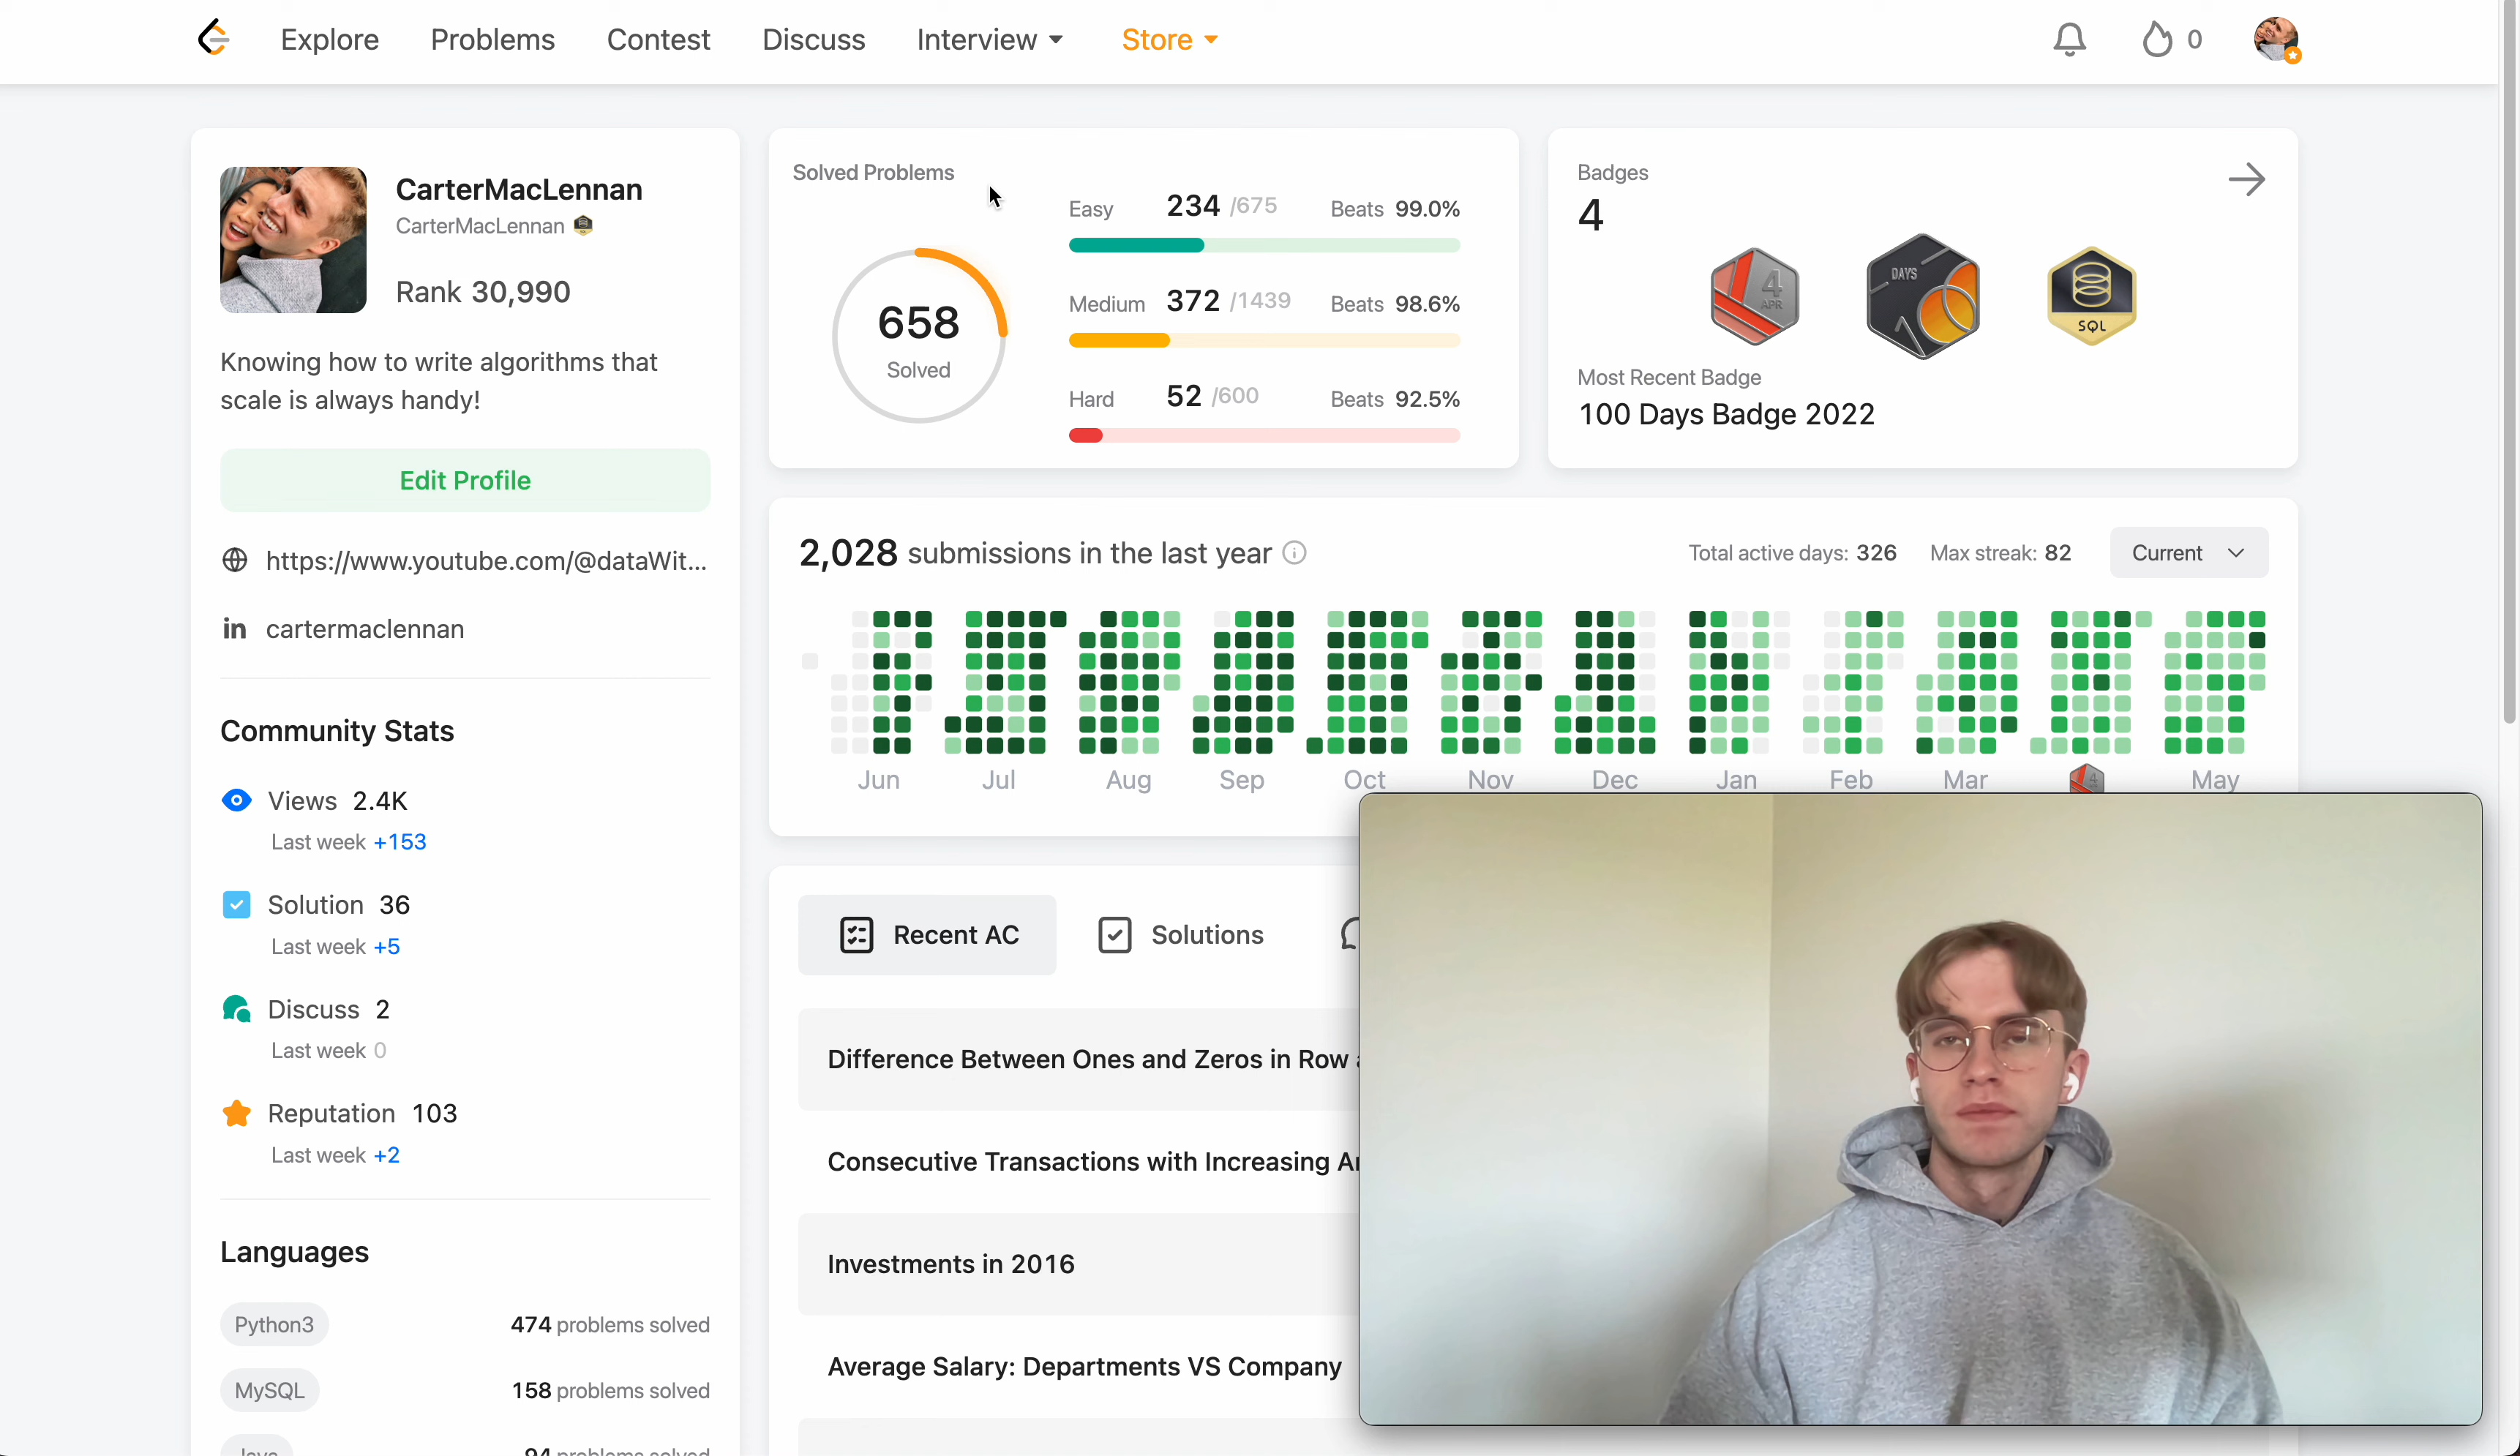 Explore Problems Contest Discuss Interview Store 0
CarterMacLennan
CarterMacLennan
Rank 30,990
Knowing how to write algorithms that
scale is always handy!
Edit Profile
https://www.youtube.com/@dataWit...
in cartermaclennan
Community Stats
Views 2.4K
Last week +153
Solution 36
Last week +5
Discuss 2
Last week 0
Reputation 103
Last week +2
Languages
Python3 474 problems solved
MySQL 158 problems solved
Java 94 problems solved
Solved Problems
658
Solved
Easy 234 /675 Beats 99.0%
Medium 372 /1439 Beats 98.6%
Hard 52 /600 Beats 92.5%
Badges
4
4
APR
DAYS
SQL
Most Recent Badge
100 Days Badge 2022
2,028 submissions in the last year
Total active days: 326 Max streak: 82 Current
Jun Jul Aug Sep Oct Nov Dec Jan Feb Mar May
Recent AC Solutions
Difference Between Ones and Zeros in Row
Consecutive Transactions with Increasing
Investments in 2016
Average Salary: Departments VS Company